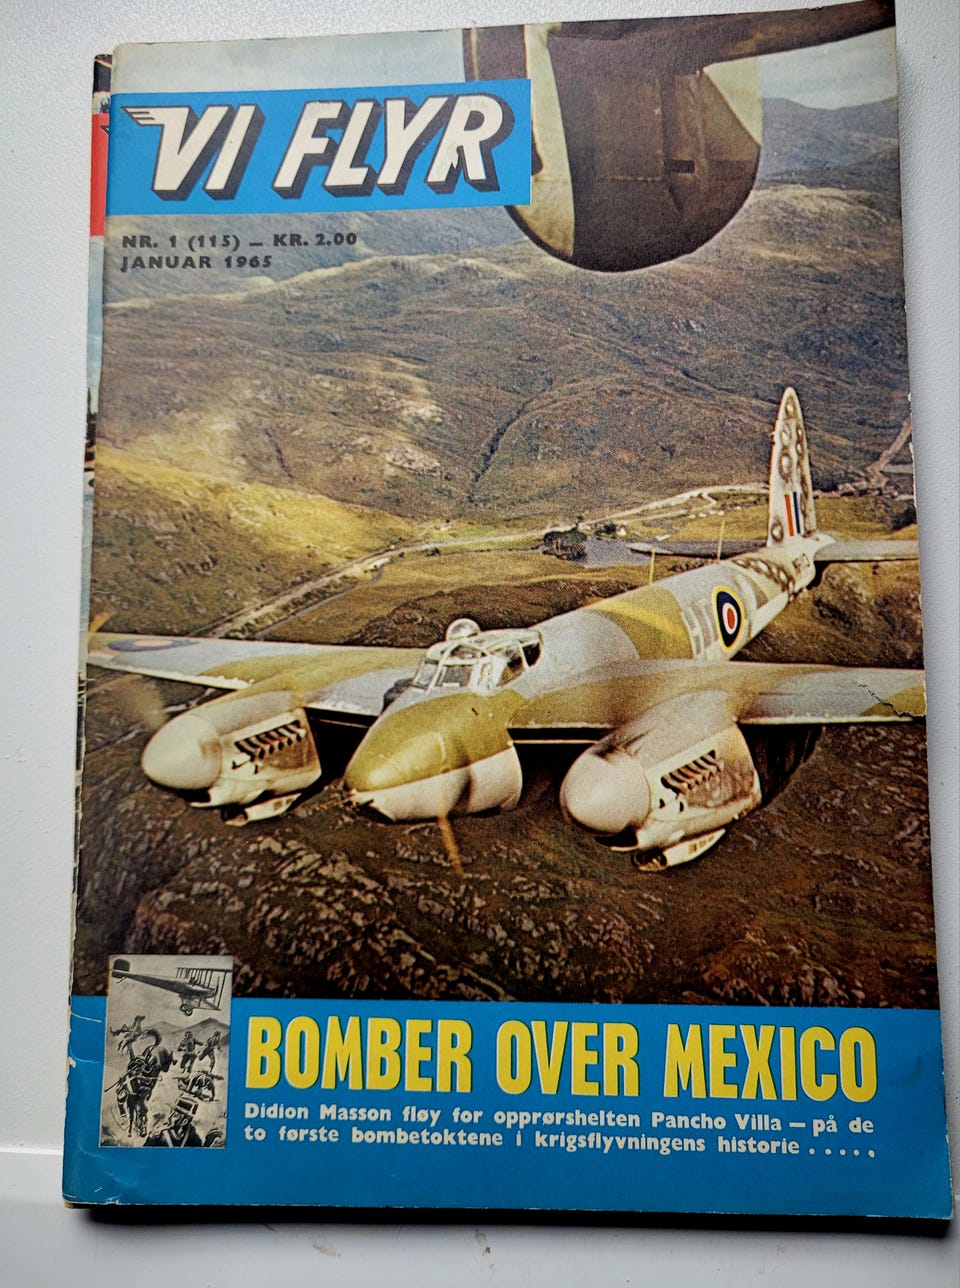 VI FLYR
NR. 1 (115) — KR. 2.00
JANUAR 1965
BOMBER OVER MEXICO
Didion Masson fløy for opprørshelten Pancho Villa — på de
to første bombetoktene i krigsflyvningens historie . . . . .